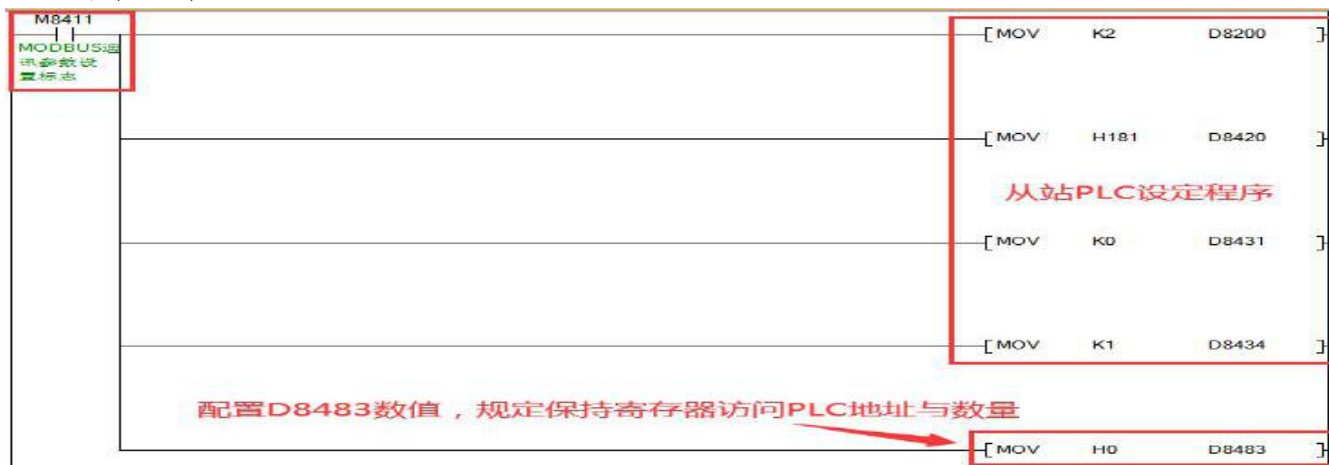 M8411
MODBUS通
讯参数设
置标志
[ MOV K2 D8200 ]
[ MOV H181 D8420 ]
从站PLC设定程序
[ MOV K0 D8431 ]
[ MOV K1 D8434 ]
配置D8483数值，规定保持寄存器访问PLC地址与数量
[ MOV H0 D8483 ]